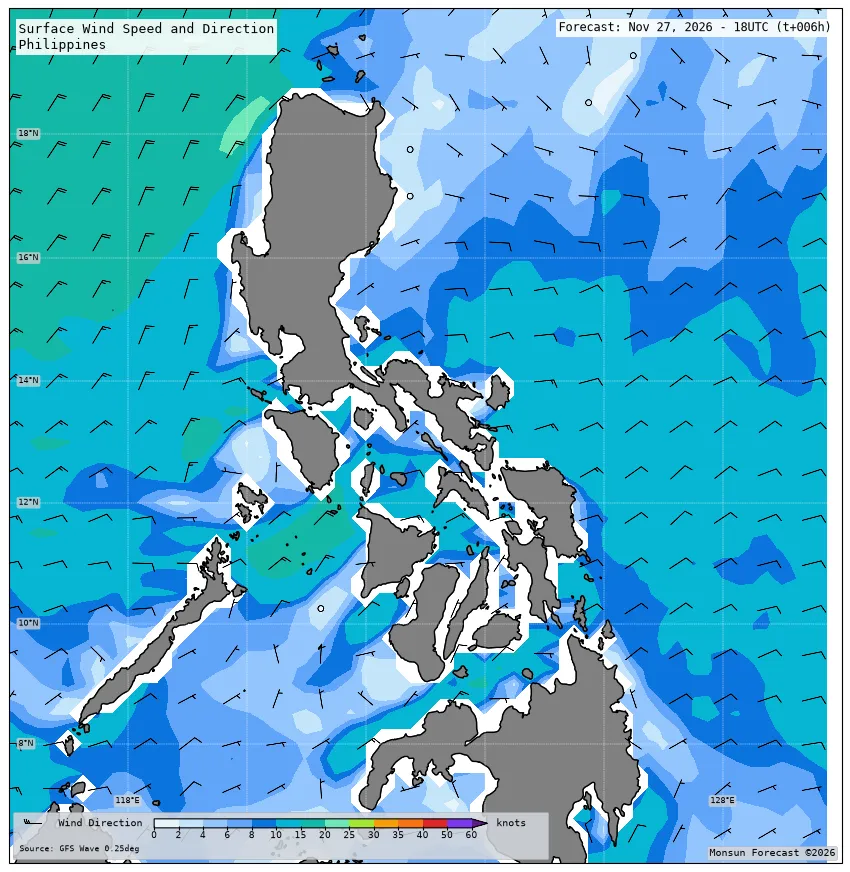 Surface Wind Speed and Direction
Philippines
Forecast: Nov 27, 2026 - 18UTC (t+006h)
18°N
16°N
14°N
12°N
10°N
8°N
118°E
128°E
Wind Direction
knots
0 2 4 6 8 10 15 20 25 30 35 40 50 60
Source: GFS Wave 0.25deg
Monsun Forecast ©2026